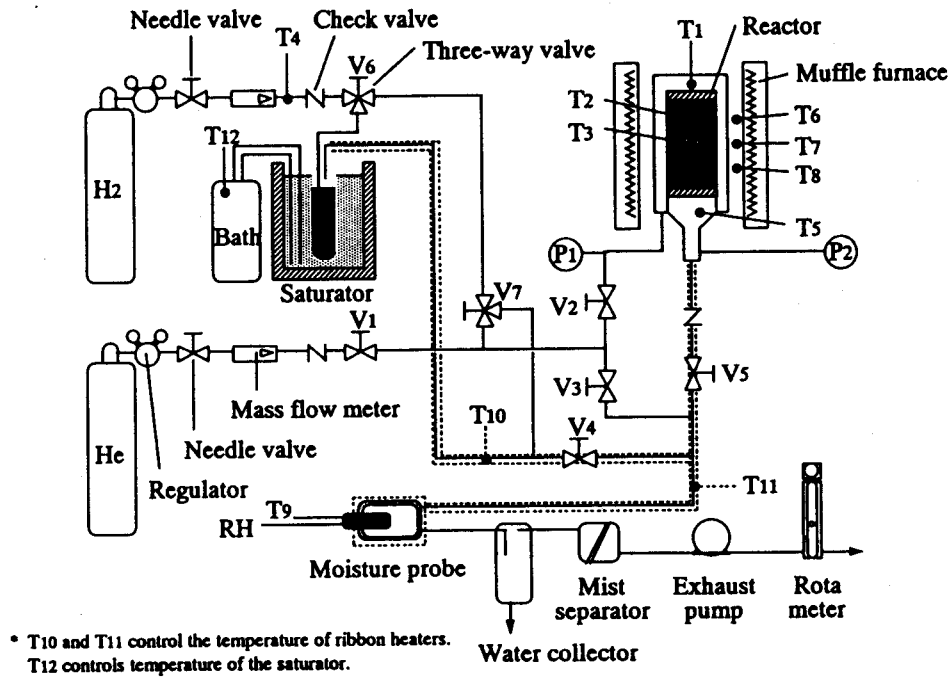 Needle valve
Check valve
T4
V6
Three-way valve
T1
Reactor
Muffle furnace
T2
T3
T6
T7
T8
T5
T12
H2
Bath
Saturator
P1
P2
V7
V2
V1
V3
V5
Mass flow meter
Needle valve
He
Regulator
T10
V4
T11
T9
RH
Moisture probe
Mist
separator
Exhaust
pump
Rota
meter
Water collector
* T10 and T11 control the temperature of ribbon heaters.
T12 controls temperature of the saturator.